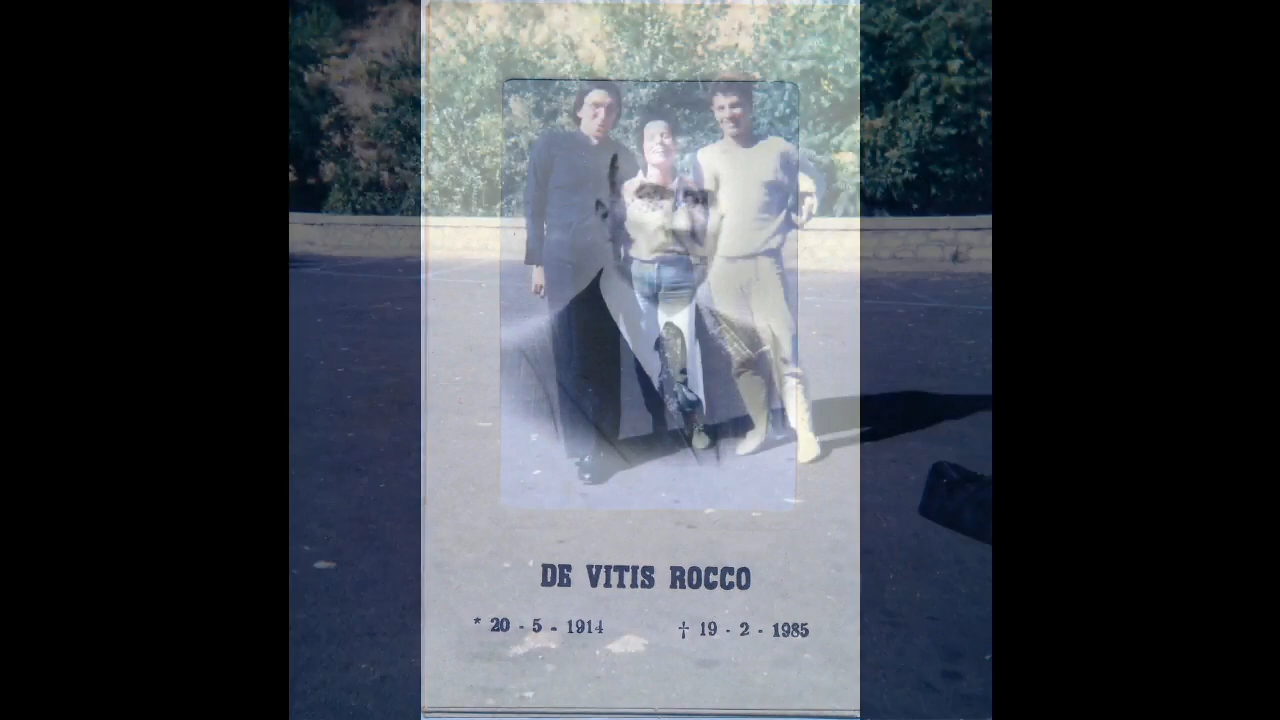 DE VITIS ROCCO
* 20 - 5 - 1914 † 19 - 2 - 1985